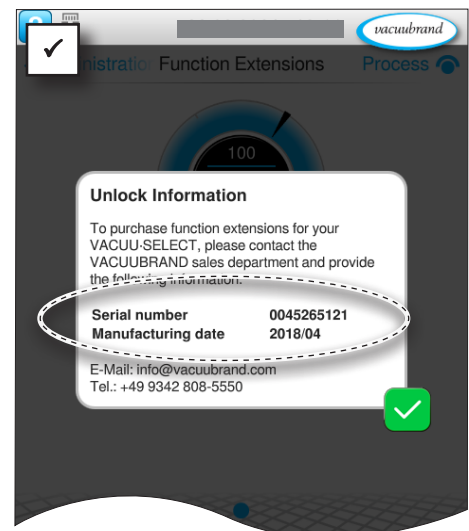 vacuubrand
nistratio Function Extensions Process
100
Unlock Information
To purchase function extensions for your
VACUU·SELECT, please contact the
VACUUBRAND sales department and provide
the following information:
Serial number 0045265121
Manufacturing date 2018/04
E-Mail: info@vacuubrand.com
Tel.: +49 9342 808-5550